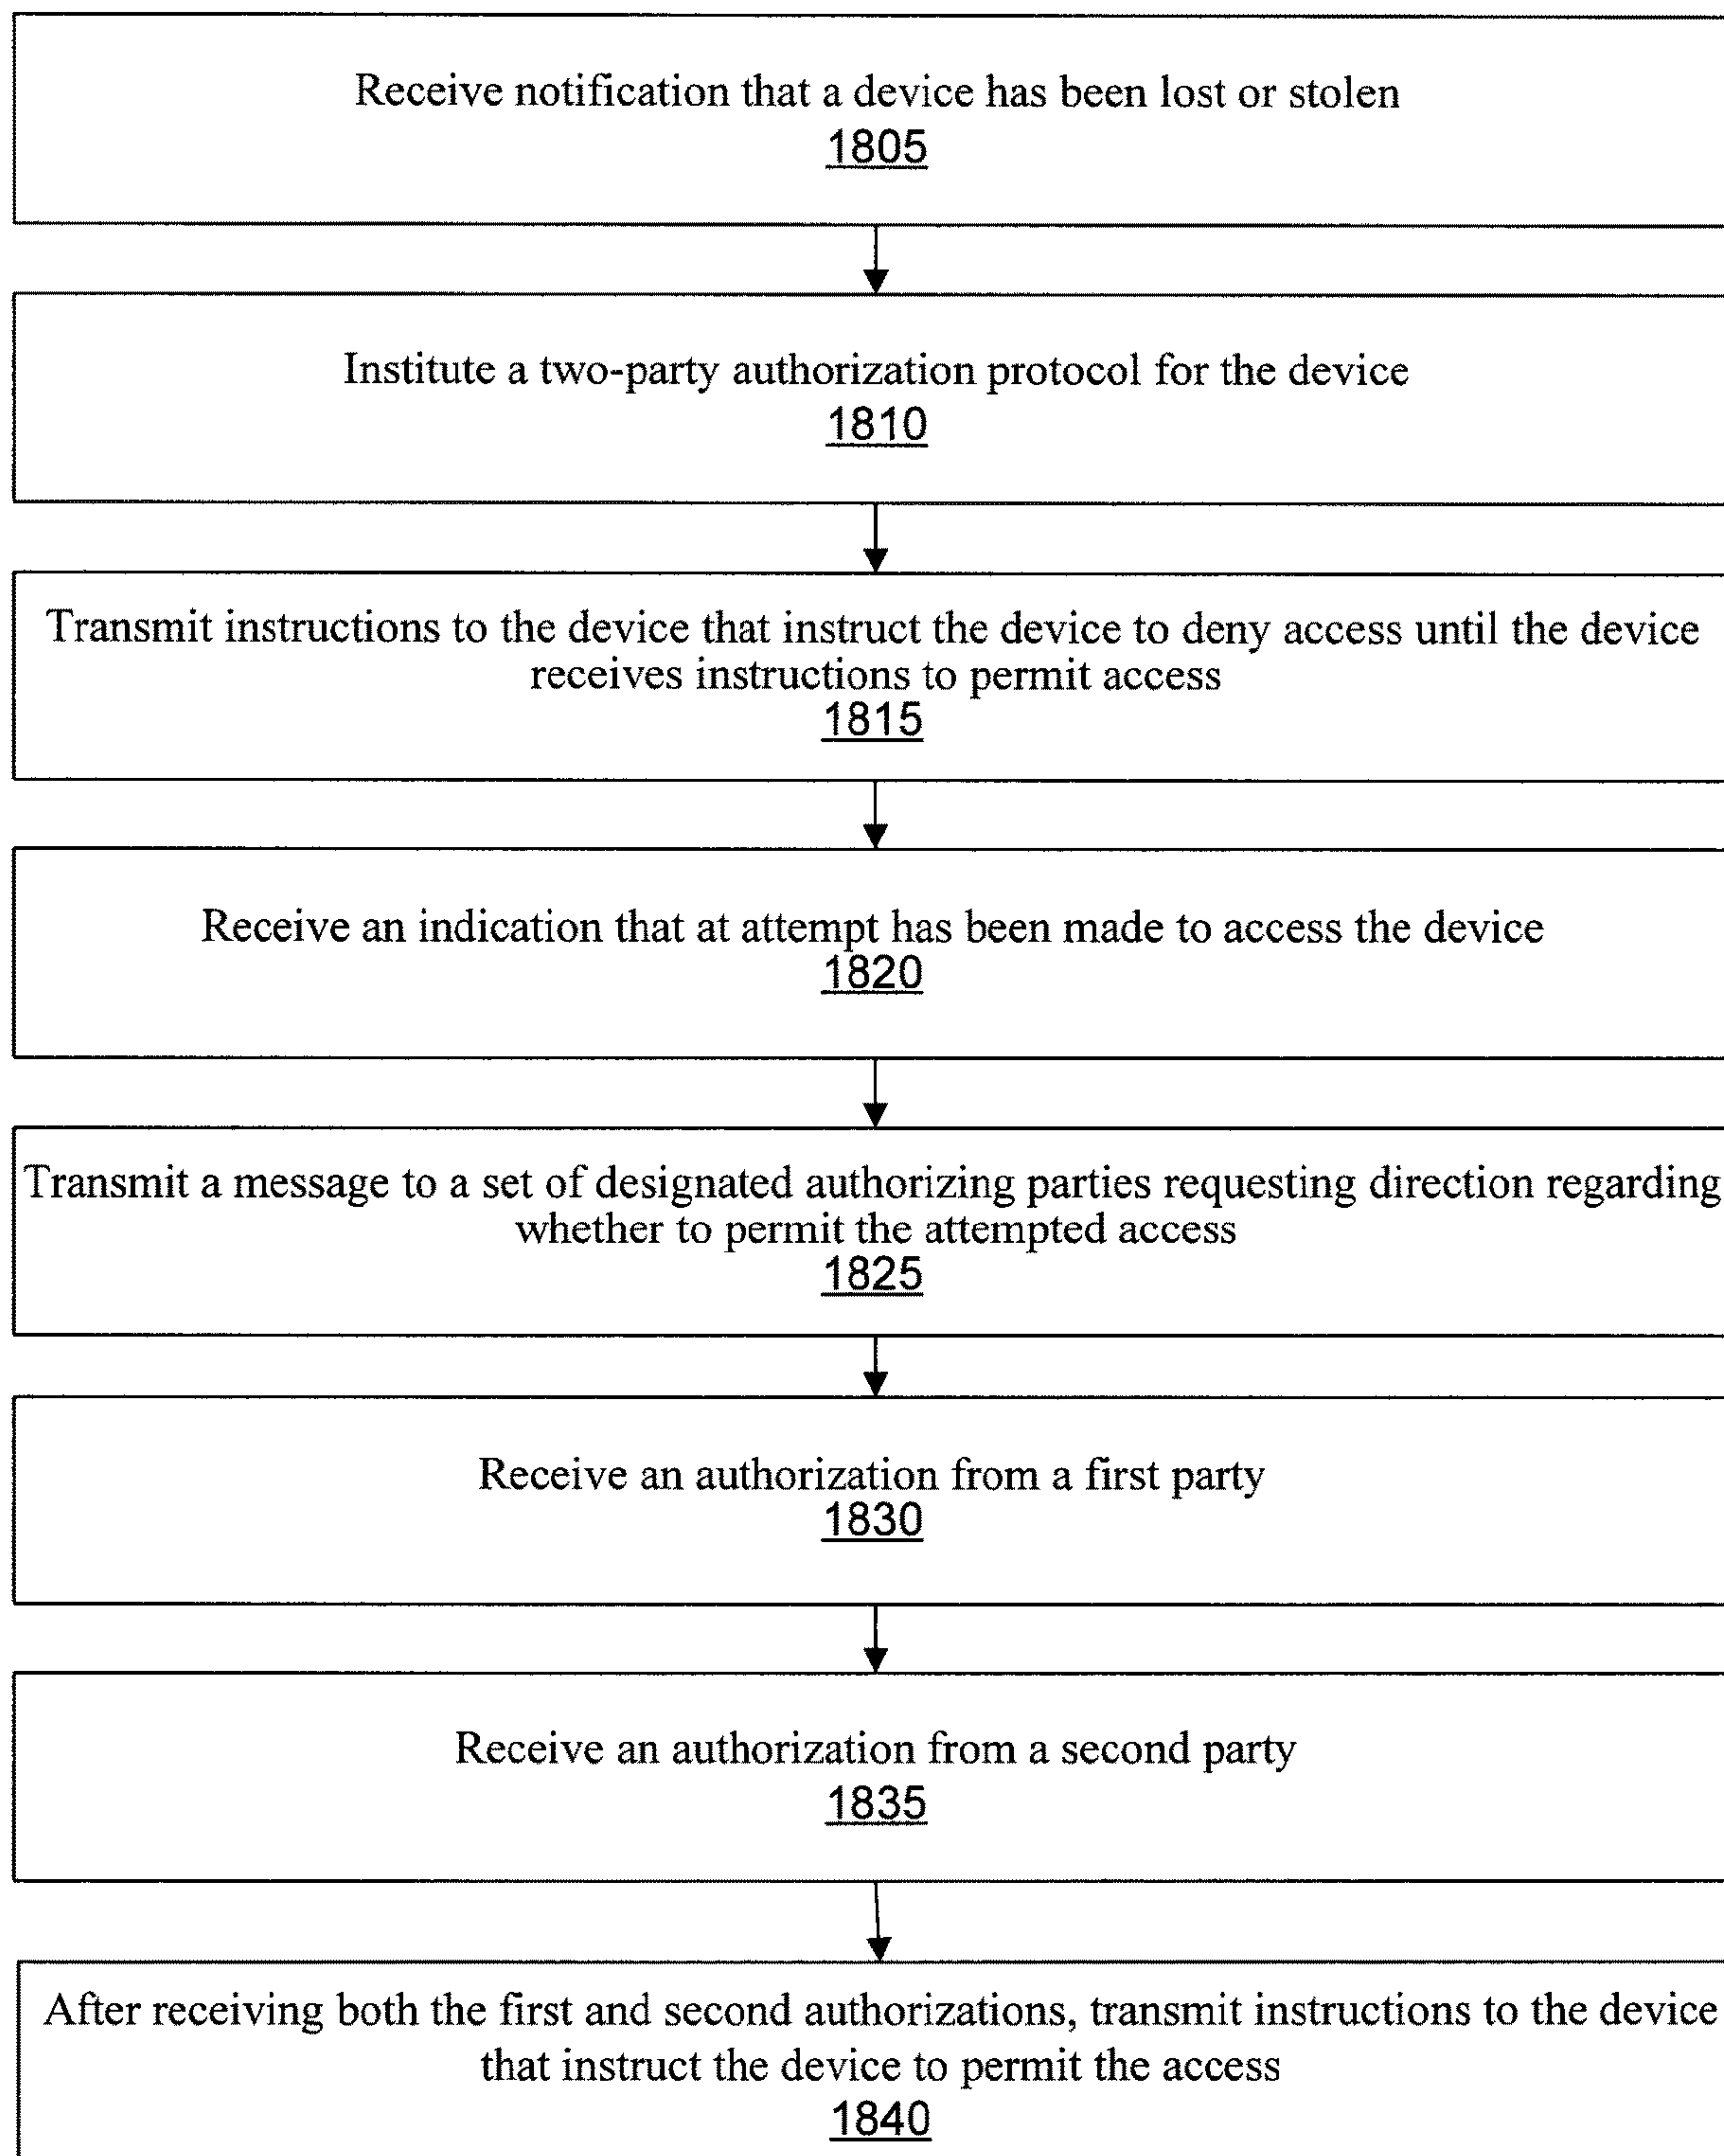 Receive notification that a device has been lost or stolen
1805
Institute a two-party authorization protocol for the device
1810
Transmit instructions to the device that instruct the device to deny access until the device
receives instructions to permit access
1815
Receive an indication that at attempt has been made to access the device
1820
Transmit a message to a set of designated authorizing parties requesting direction regarding
whether to permit the attempted access
1825
Receive an authorization from a first party
1830
Receive an authorization from a second party
1835
After receiving both the first and second authorizations, transmit instructions to the device
that instruct the device to permit the access
1840